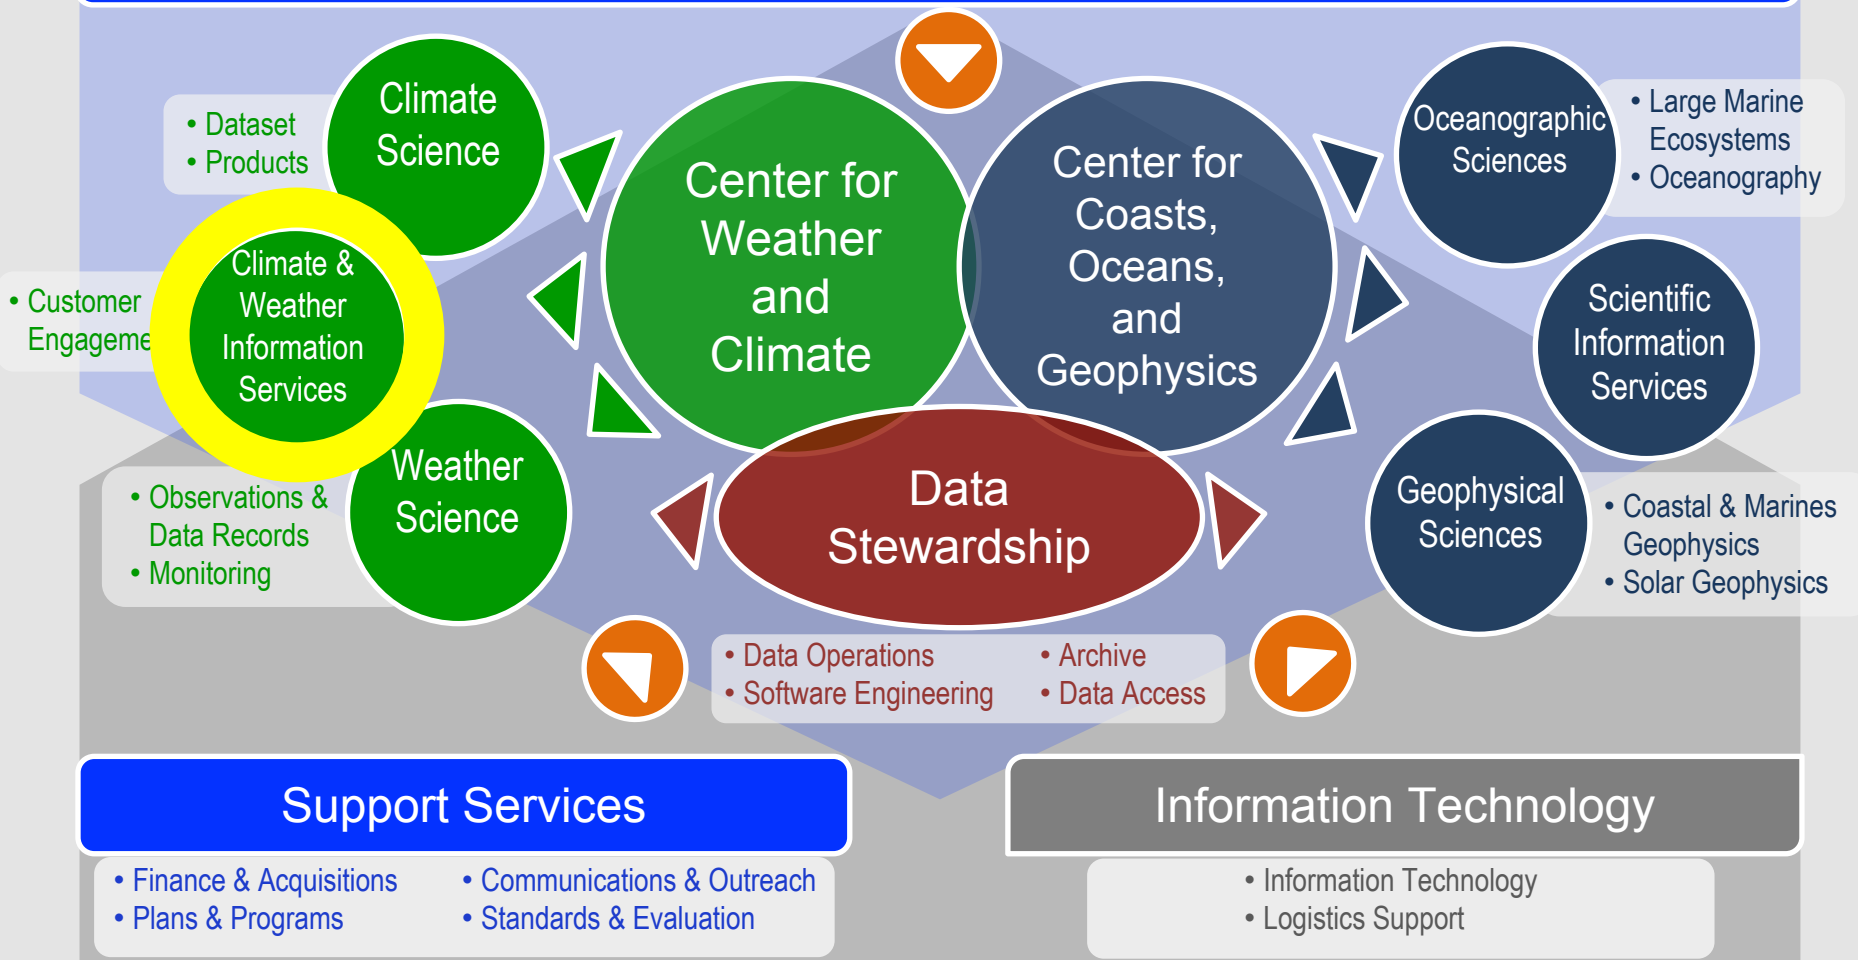 Climate
Science
• Dataset
• Products
Climate &
Weather
Information
Services
• Customer
Engageme
Weather
Science
• Observations &
Data Records
• Monitoring
Center for
Weather
and
Climate
Center for
Coasts,
Oceans,
and
Geophysics
Oceanographic
Sciences
• Large Marine
Ecosystems
• Oceanography
Scientific
Information
Services
Geophysical
Sciences
• Coastal & Marines
Geophysics
• Solar Geophysics
Data
Stewardship
• Data Operations
• Software Engineering
• Archive
• Data Access
Support Services
• Finance & Acquisitions
• Plans & Programs
• Communications & Outreach
• Standards & Evaluation
Information Technology
• Information Technology
• Logistics Support